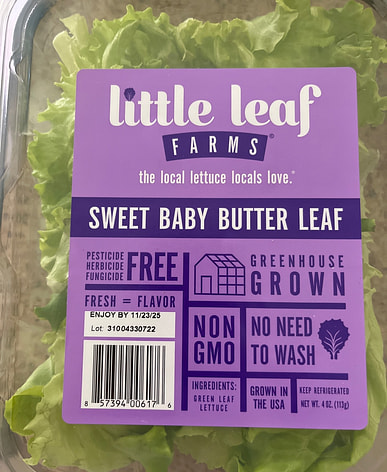 little leaf
FARMS®
the local lettuce locals love.®
SWEET BABY BUTTER LEAF
PESTICIDE
HERBICIDE
FUNGICIDE
FREE
GREENHOUSE
GROWN
FRESH = FLAVOR
ENJOY BY 11/23/25
Lot 31004330722
NON
GMO
NO NEED
TO WASH
8 57394 00617 6
INGREDIENTS:
GREEN LEAF
LETTUCE
GROWN IN
THE USA
KEEP REFRIGERATED
NET WT. 4 OZ. (113g)